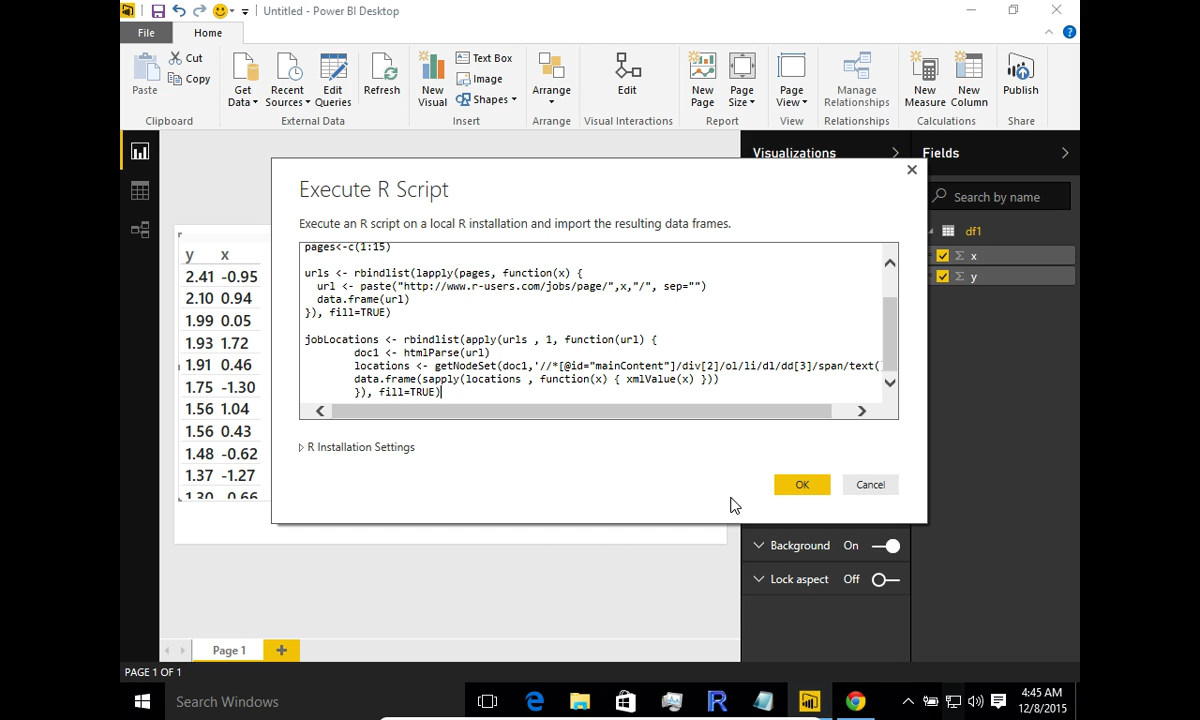 Untitled - Power BI Desktop
File
Home
Paste
Cut
Copy
Clipboard
Get Data
Recent Sources
Edit Queries
Refresh
External Data
New Visual
Text Box
Image
Shapes
Insert
Arrange
Arrange
Edit
Visual Interactions
New Page
Page Size
Report
Page View
View
Manage Relationships
Relationships
New Measure
New Column
Calculations
Publish
Share
Visualizations
Fields
Search by name
df1
x
y
y x
2.41 -0.95
2.10 0.94
1.99 0.05
1.93 1.72
1.91 0.46
1.75 -1.30
1.56 1.04
1.56 0.43
1.48 -0.62
1.37 -1.27
1.30 -0.66
Execute R Script
Execute an R script on a local R installation and import the resulting data frames.
pages<-c(1:15)
urls <- rbindlist(lapply(pages, function(x) {
url <- paste("http://www.r-users.com/jobs/page/",x,"/", sep="")
data.frame(url)
}), fill=TRUE)
jobLocations <- rbindlist(apply(urls , 1, function(url) {
doc1 <- htmlParse(url)
locations <- getNodeSet(doc1,'//*[@id="mainContent"]/div[2]/ol/li/dl/dd[3]/span/text(
data.frame(sapply(locations , function(x) { xmlValue(x) }))
}), fill=TRUE)
R Installation Settings
OK
Cancel
Background On
Lock aspect Off
Page 1
PAGE 1 OF 1
Search Windows
4:45 AM
12/8/2015